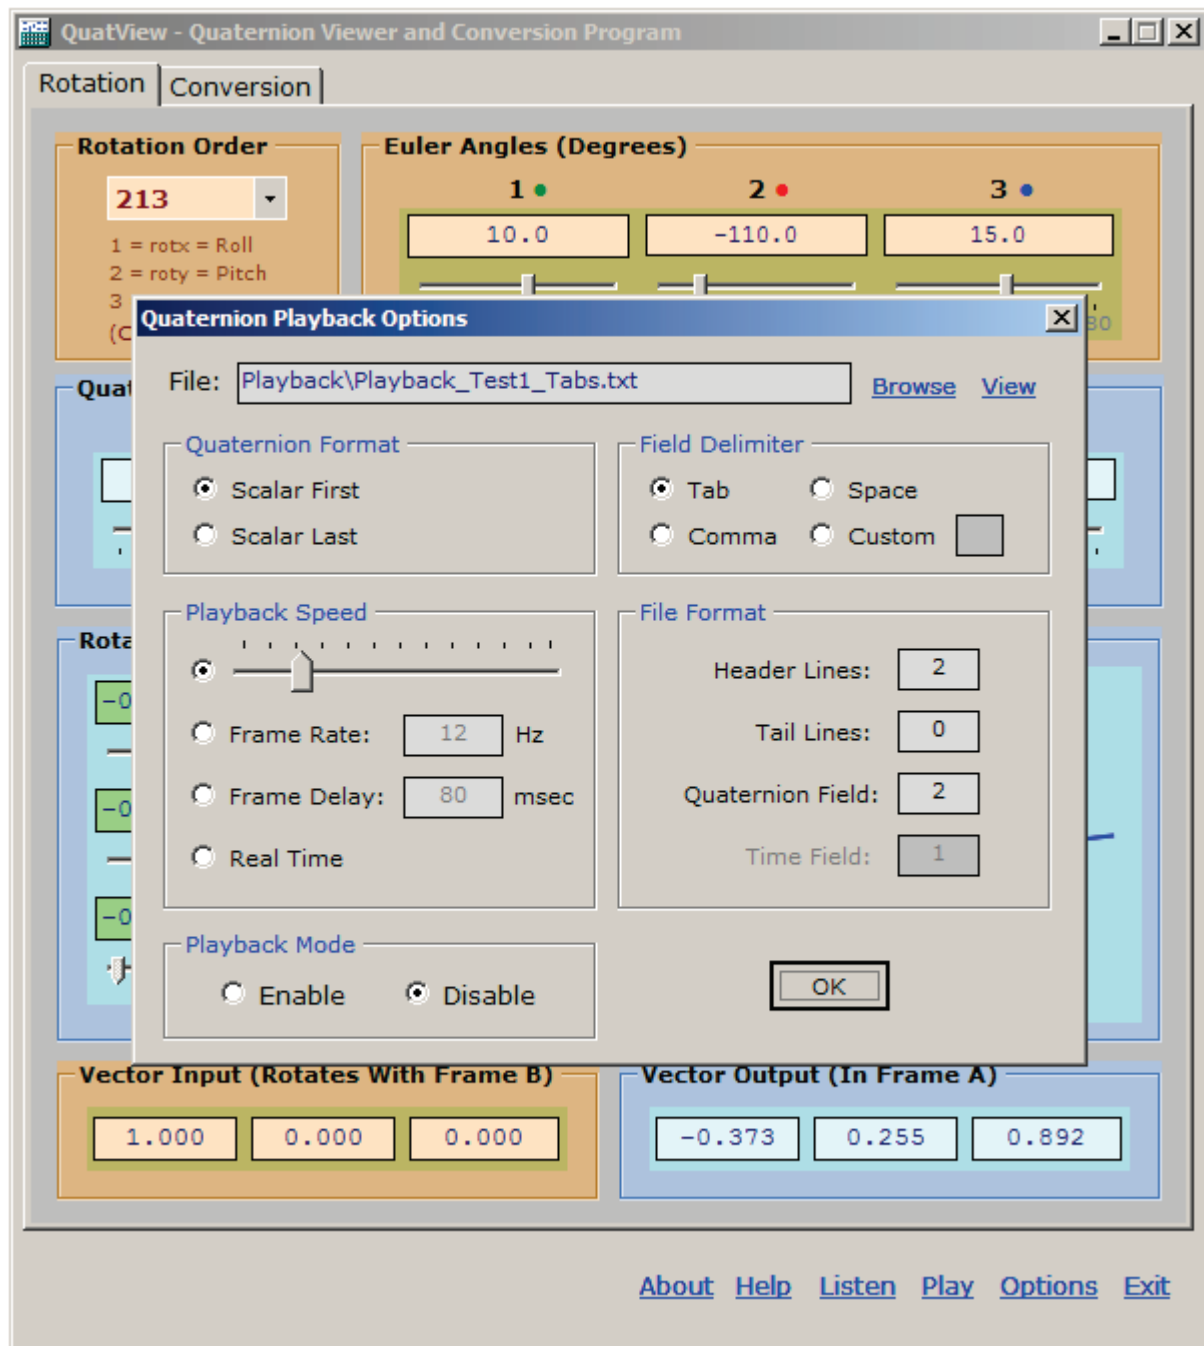 QuatView - Quaternion Viewer and Conversion Program
Rotation Conversion
Rotation Order
213
1 = rotx = Roll
2 = roty = Pitch
3
(C
Euler Angles (Degrees)
1 2 3
10.0 -110.0 15.0
80
Quaternion Playback Options
File: Playback\Playback_Test1_Tabs.txt Browse View
Quat
Quaternion Format
Scalar First
Scalar Last
Field Delimiter
Tab Space
Comma Custom
Playback Speed
Frame Rate: 12 Hz
Frame Delay: 80 msec
Real Time
File Format
Header Lines: 2
Tail Lines: 0
Quaternion Field: 2
Time Field: 1
Rota
-0
-0
-0
Playback Mode
Enable Disable
OK
Vector Input (Rotates With Frame B)
1.000 0.000 0.000
Vector Output (In Frame A)
-0.373 0.255 0.892
About Help Listen Play Options Exit